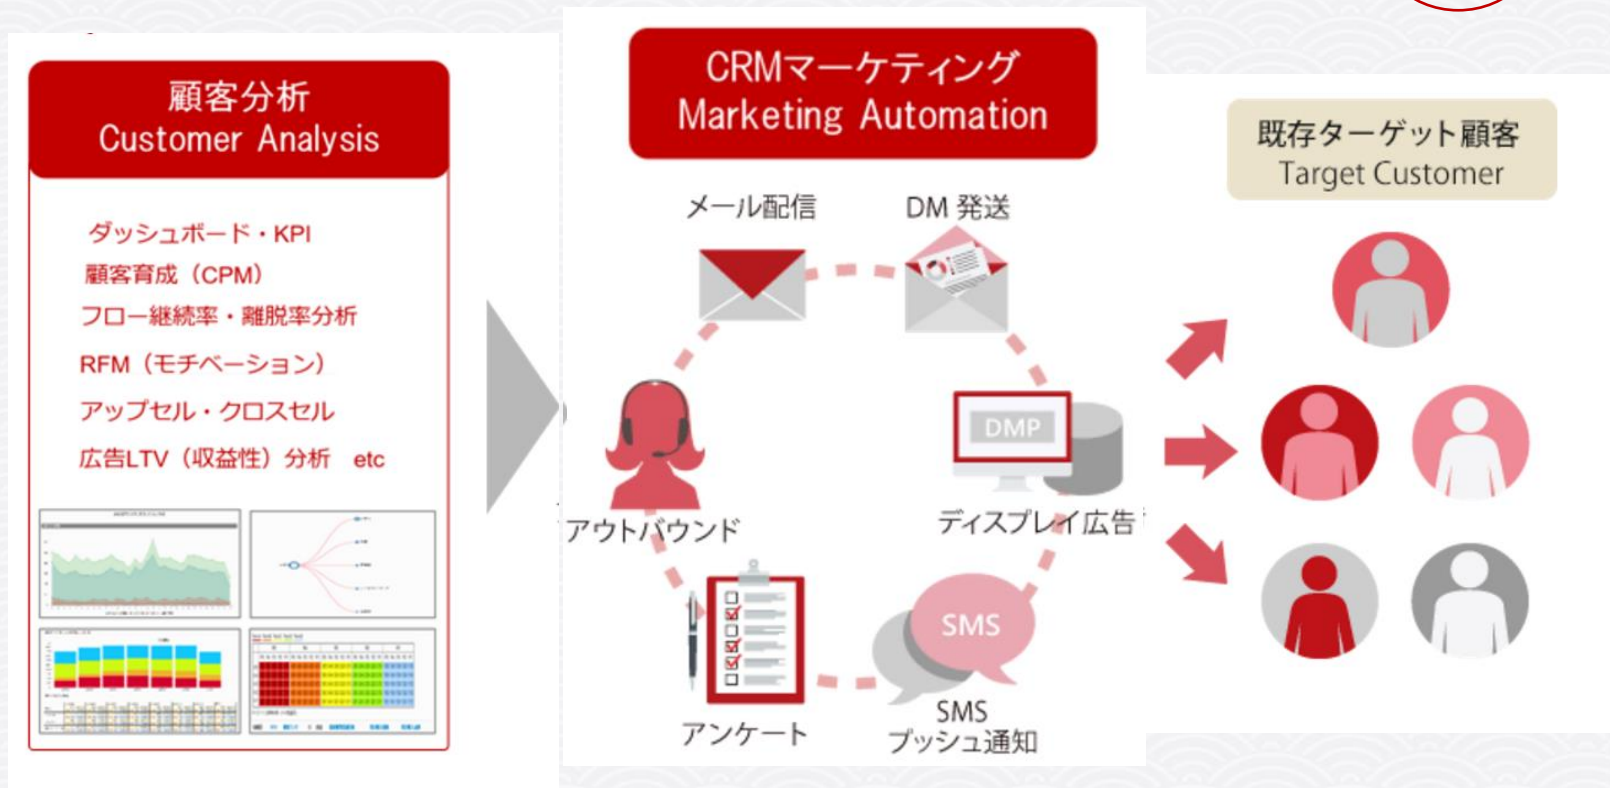 顧客分析
Customer Analysis
ダッシュボード・KPI
顧客育成（CPM）
フロー継続率・離脱率分析
RFM（モチベーション）
アップセル・クロスセル
広告LTV（収益性）分析 etc
CRMマーケティング
Marketing Automation
メール配信
DM 発送
DMP
アウトバウンド
ディスプレイ広告
SMS
アンケート
SMS
プッシュ通知
既存ターゲット顧客
Target Customer